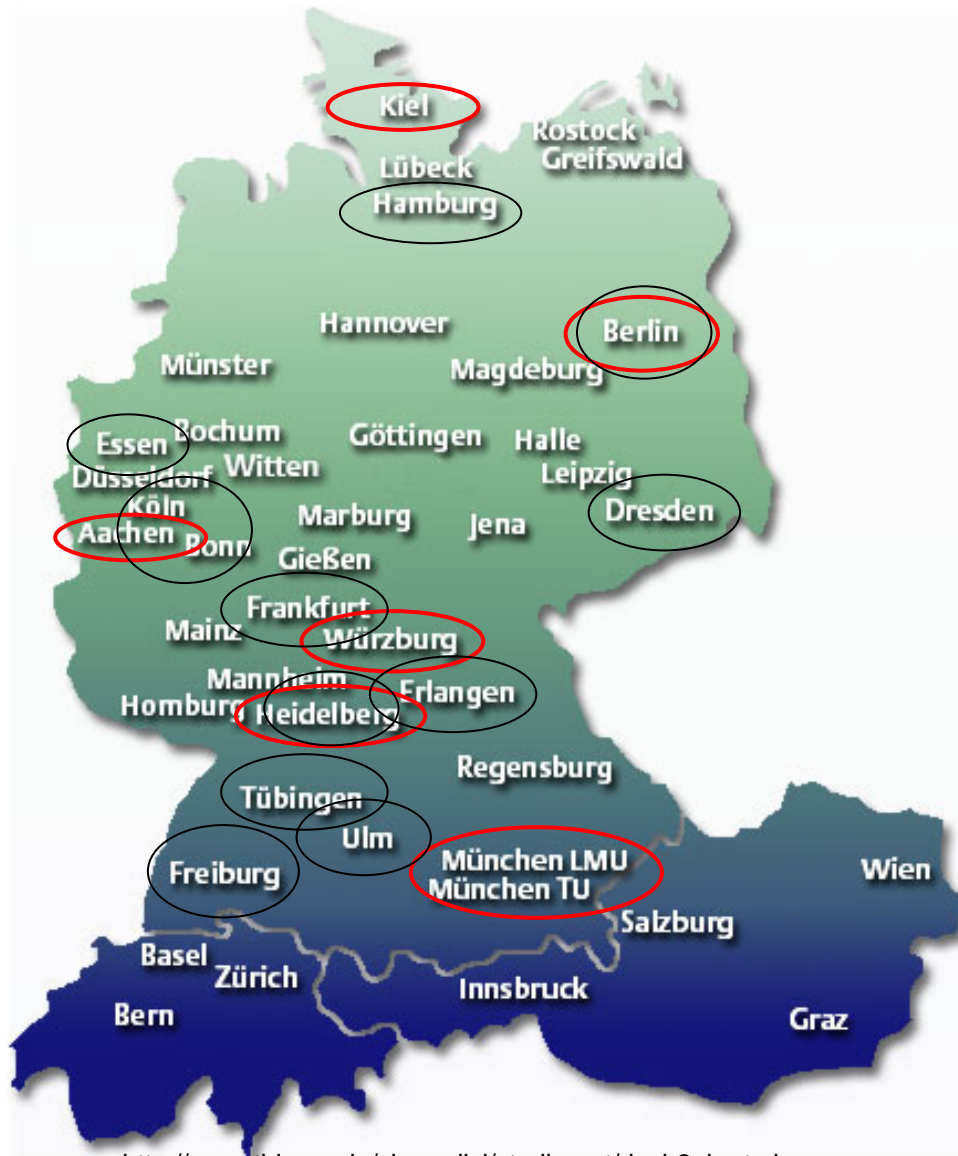 Kiel
Rostock
Greifswald
Lübeck
Hamburg
Hannover
Berlin
Münster
Magdeburg
Essen
Bochum
Göttingen
Halle
Düsseldorf
Witten
Leipzig
Köln
Aachen
Bonn
Marburg
Jena
Dresden
Gießen
Frankfurt
Mainz
Würzburg
Mannheim
Homburg
Heidelberg
Erlangen
Tübingen
Regensburg
Ulm
Freiburg
München LMU
München TU
Wien
Salzburg
Basel
Zürich
Innsbruck
Bern
Graz